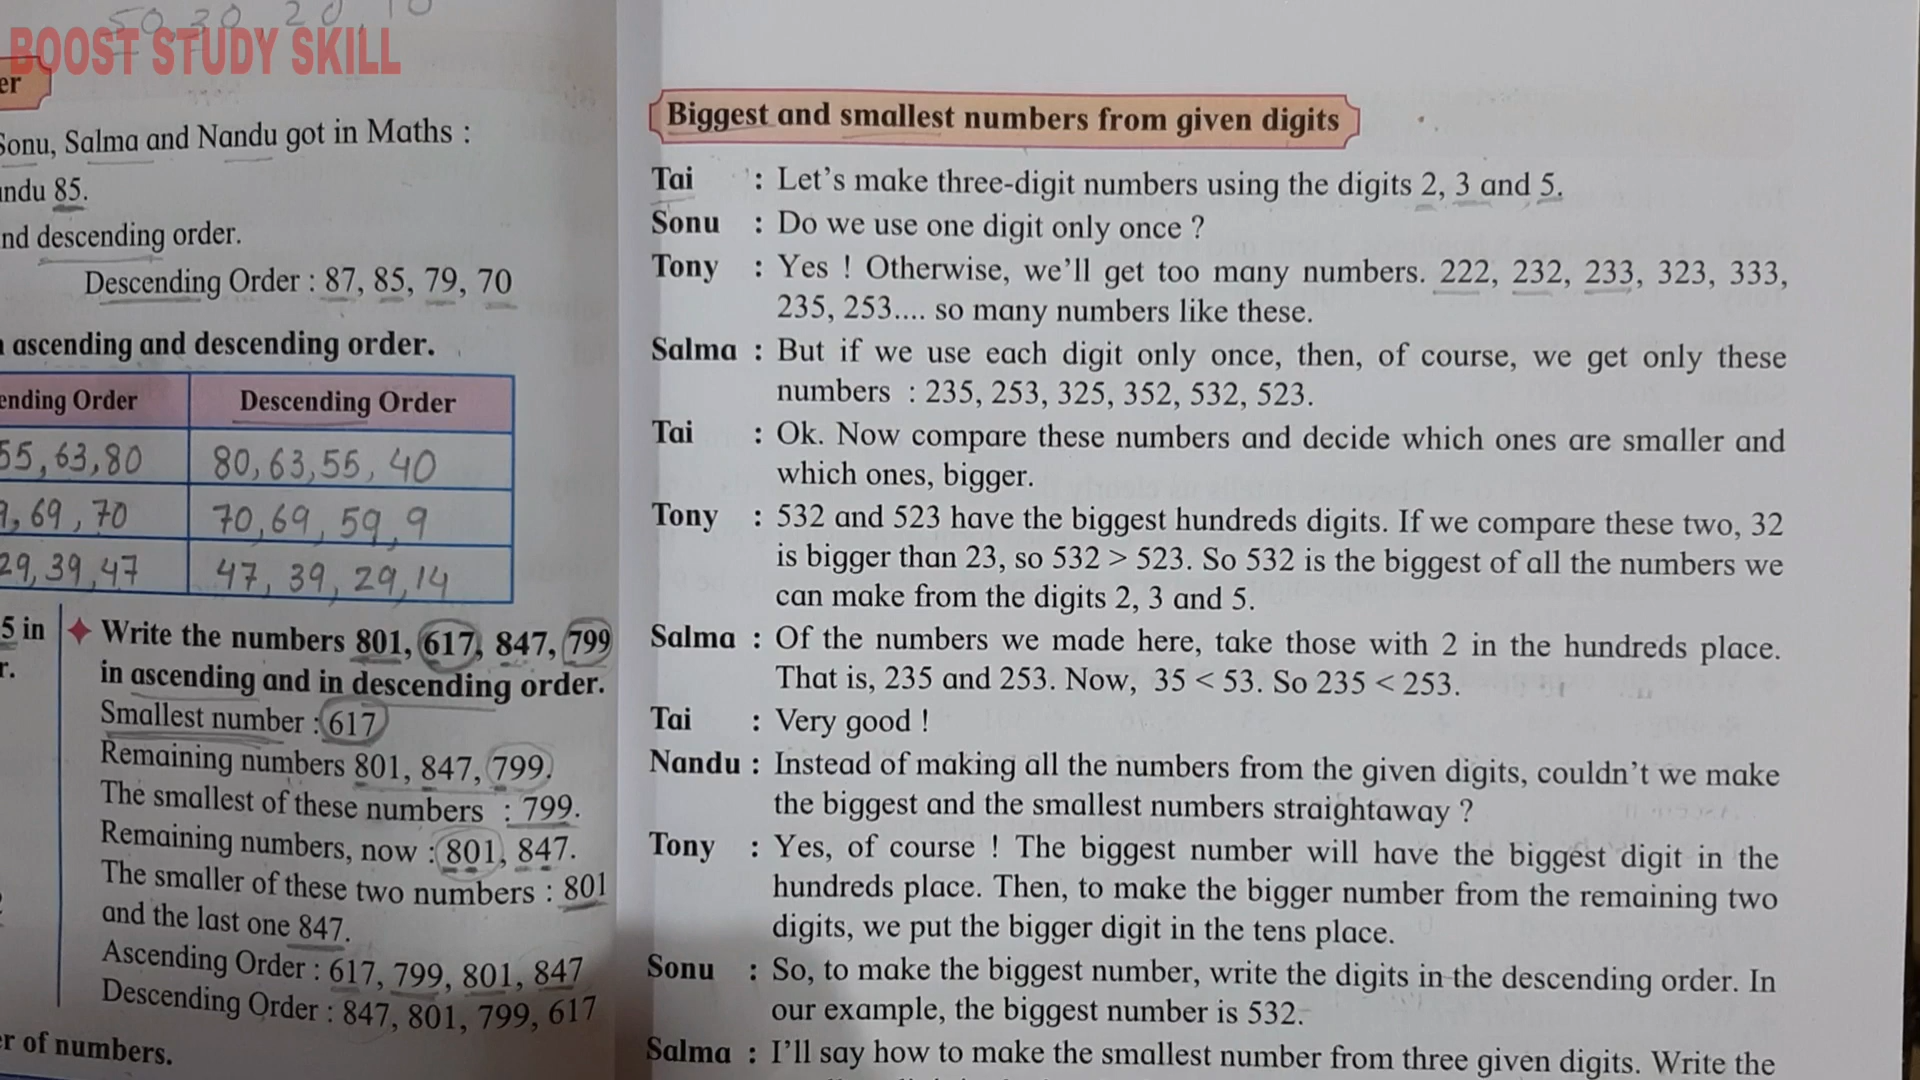 50, 30, 20, 10
BOOST STUDY SKILL
er
Sonu, Salma and Nandu got in Maths :
andu 85.
nd descending order.
Descending Order : 87, 85, 79, 70
ascending and descending order.
ending Order Descending Order
55, 63, 80 80, 63, 55, 40
9, 69, 70 70, 69, 59, 9
29, 39, 47 47, 39, 29, 14
5 in
r.
Write the numbers 801, 617, 847, 799
in ascending and in descending order.
Smallest number : 617
Remaining numbers 801, 847, 799.
The smallest of these numbers : 799.
Remaining numbers, now : 801, 847.
The smaller of these two numbers : 801
and the last one 847.
Ascending Order : 617, 799, 801, 847
Descending Order : 847, 801, 799, 617
er of numbers.
Biggest and smallest numbers from given digits
Tai : Let's make three-digit numbers using the digits 2, 3 and 5.
Sonu : Do we use one digit only once ?
Tony : Yes ! Otherwise, we'll get too many numbers. 222, 232, 233, 323, 333,
235, 253.... so many numbers like these.
Salma : But if we use each digit only once, then, of course, we get only these
numbers : 235, 253, 325, 352, 532, 523.
Tai : Ok. Now compare these numbers and decide which ones are smaller and
which ones, bigger.
Tony : 532 and 523 have the biggest hundreds digits. If we compare these two, 32
is bigger than 23, so 532 > 523. So 532 is the biggest of all the numbers we
can make from the digits 2, 3 and 5.
Salma : Of the numbers we made here, take those with 2 in the hundreds place.
That is, 235 and 253. Now, 35 < 53. So 235 < 253.
Tai : Very good !
Nandu : Instead of making all the numbers from the given digits, couldn't we make
the biggest and the smallest numbers straightaway ?
Tony : Yes, of course ! The biggest number will have the biggest digit in the
hundreds place. Then, to make the bigger number from the remaining two
digits, we put the bigger digit in the tens place.
Sonu : So, to make the biggest number, write the digits in the descending order. In
our example, the biggest number is 532.
Salma : I'll say how to make the smallest number from three given digits. Write the